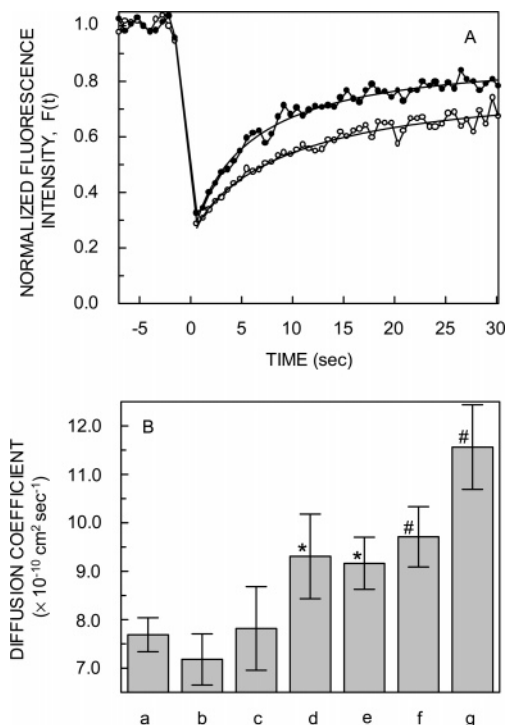 A
NORMALIZED FLUORESCENCE
INTENSITY, F(t)
1.0
0.8
0.6
0.4
0.2
0.0
-5 0 5 10 15 20 25 30
TIME (sec)
B
DIFFUSION COEFFICIENT
(× 10-10 cm2 sec-1)
12.0
11.0
10.0
9.0
8.0
7.0
* * # #
a b c d e f g